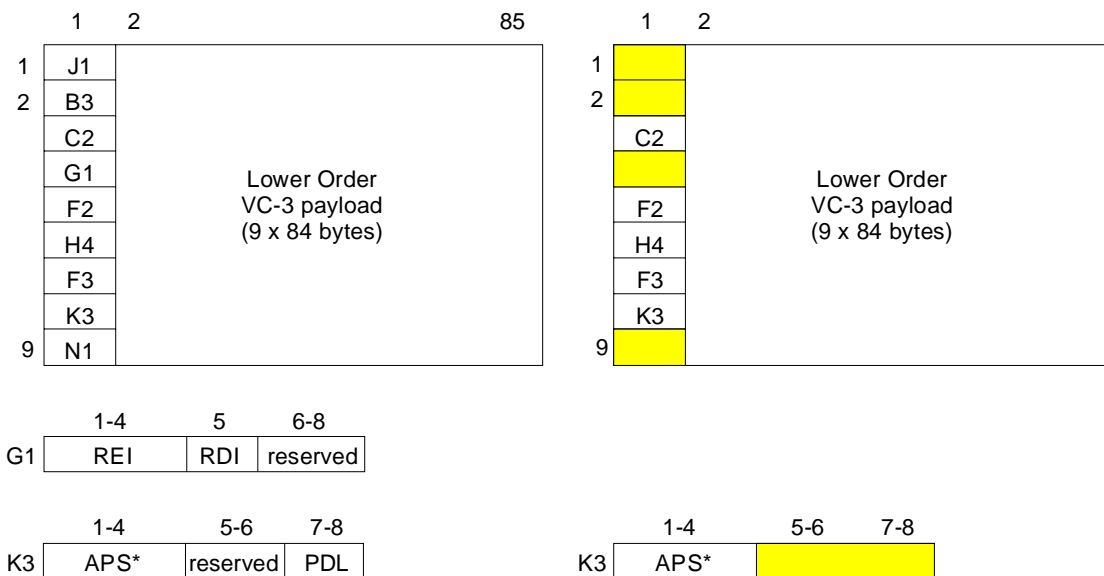 1 2 85
1 J1
2 B3
C2
G1
F2
H4
F3
K3
9 N1
Lower Order
VC-3 payload
(9 x 84 bytes)
1 2
1
2
C2
F2
H4
F3
K3
9
Lower Order
VC-3 payload
(9 x 84 bytes)
1-4 5 6-8
G1 REI RDI reserved
1-4 5-6 7-8
K3 APS* reserved PDL
1-4 5-6 7-8
K3 APS*